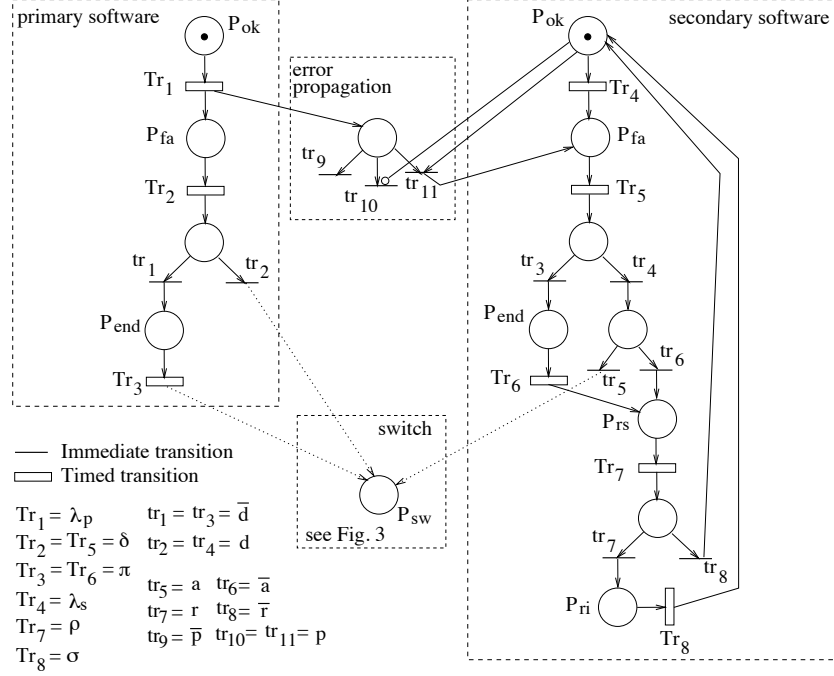 primary software
P_ok
Tr_1
P_fa
Tr_2
tr_1
tr_2
P_end
Tr_3
error
propagation
tr_9
tr_10
tr_11
secondary software
P_ok
Tr_4
P_fa
Tr_5
tr_3
tr_4
P_end
tr_6
Tr_6
tr_5
P_rs
Tr_7
tr_7
tr_8
P_ri
Tr_8
switch
P_sw
see Fig. 3
Immediate transition
Timed transition
Tr_1 = λ_p
Tr_2 = Tr_5 = δ
Tr_3 = Tr_6 = π
Tr_4 = λ_s
Tr_7 = ρ
Tr_8 = σ
tr_1 = tr_3 = d̅
tr_2 = tr_4 = d
tr_5 = a tr_6 = a̅
tr_7 = r tr_8 = r̅
tr_9 = p̅ tr_10 = tr_11 = p